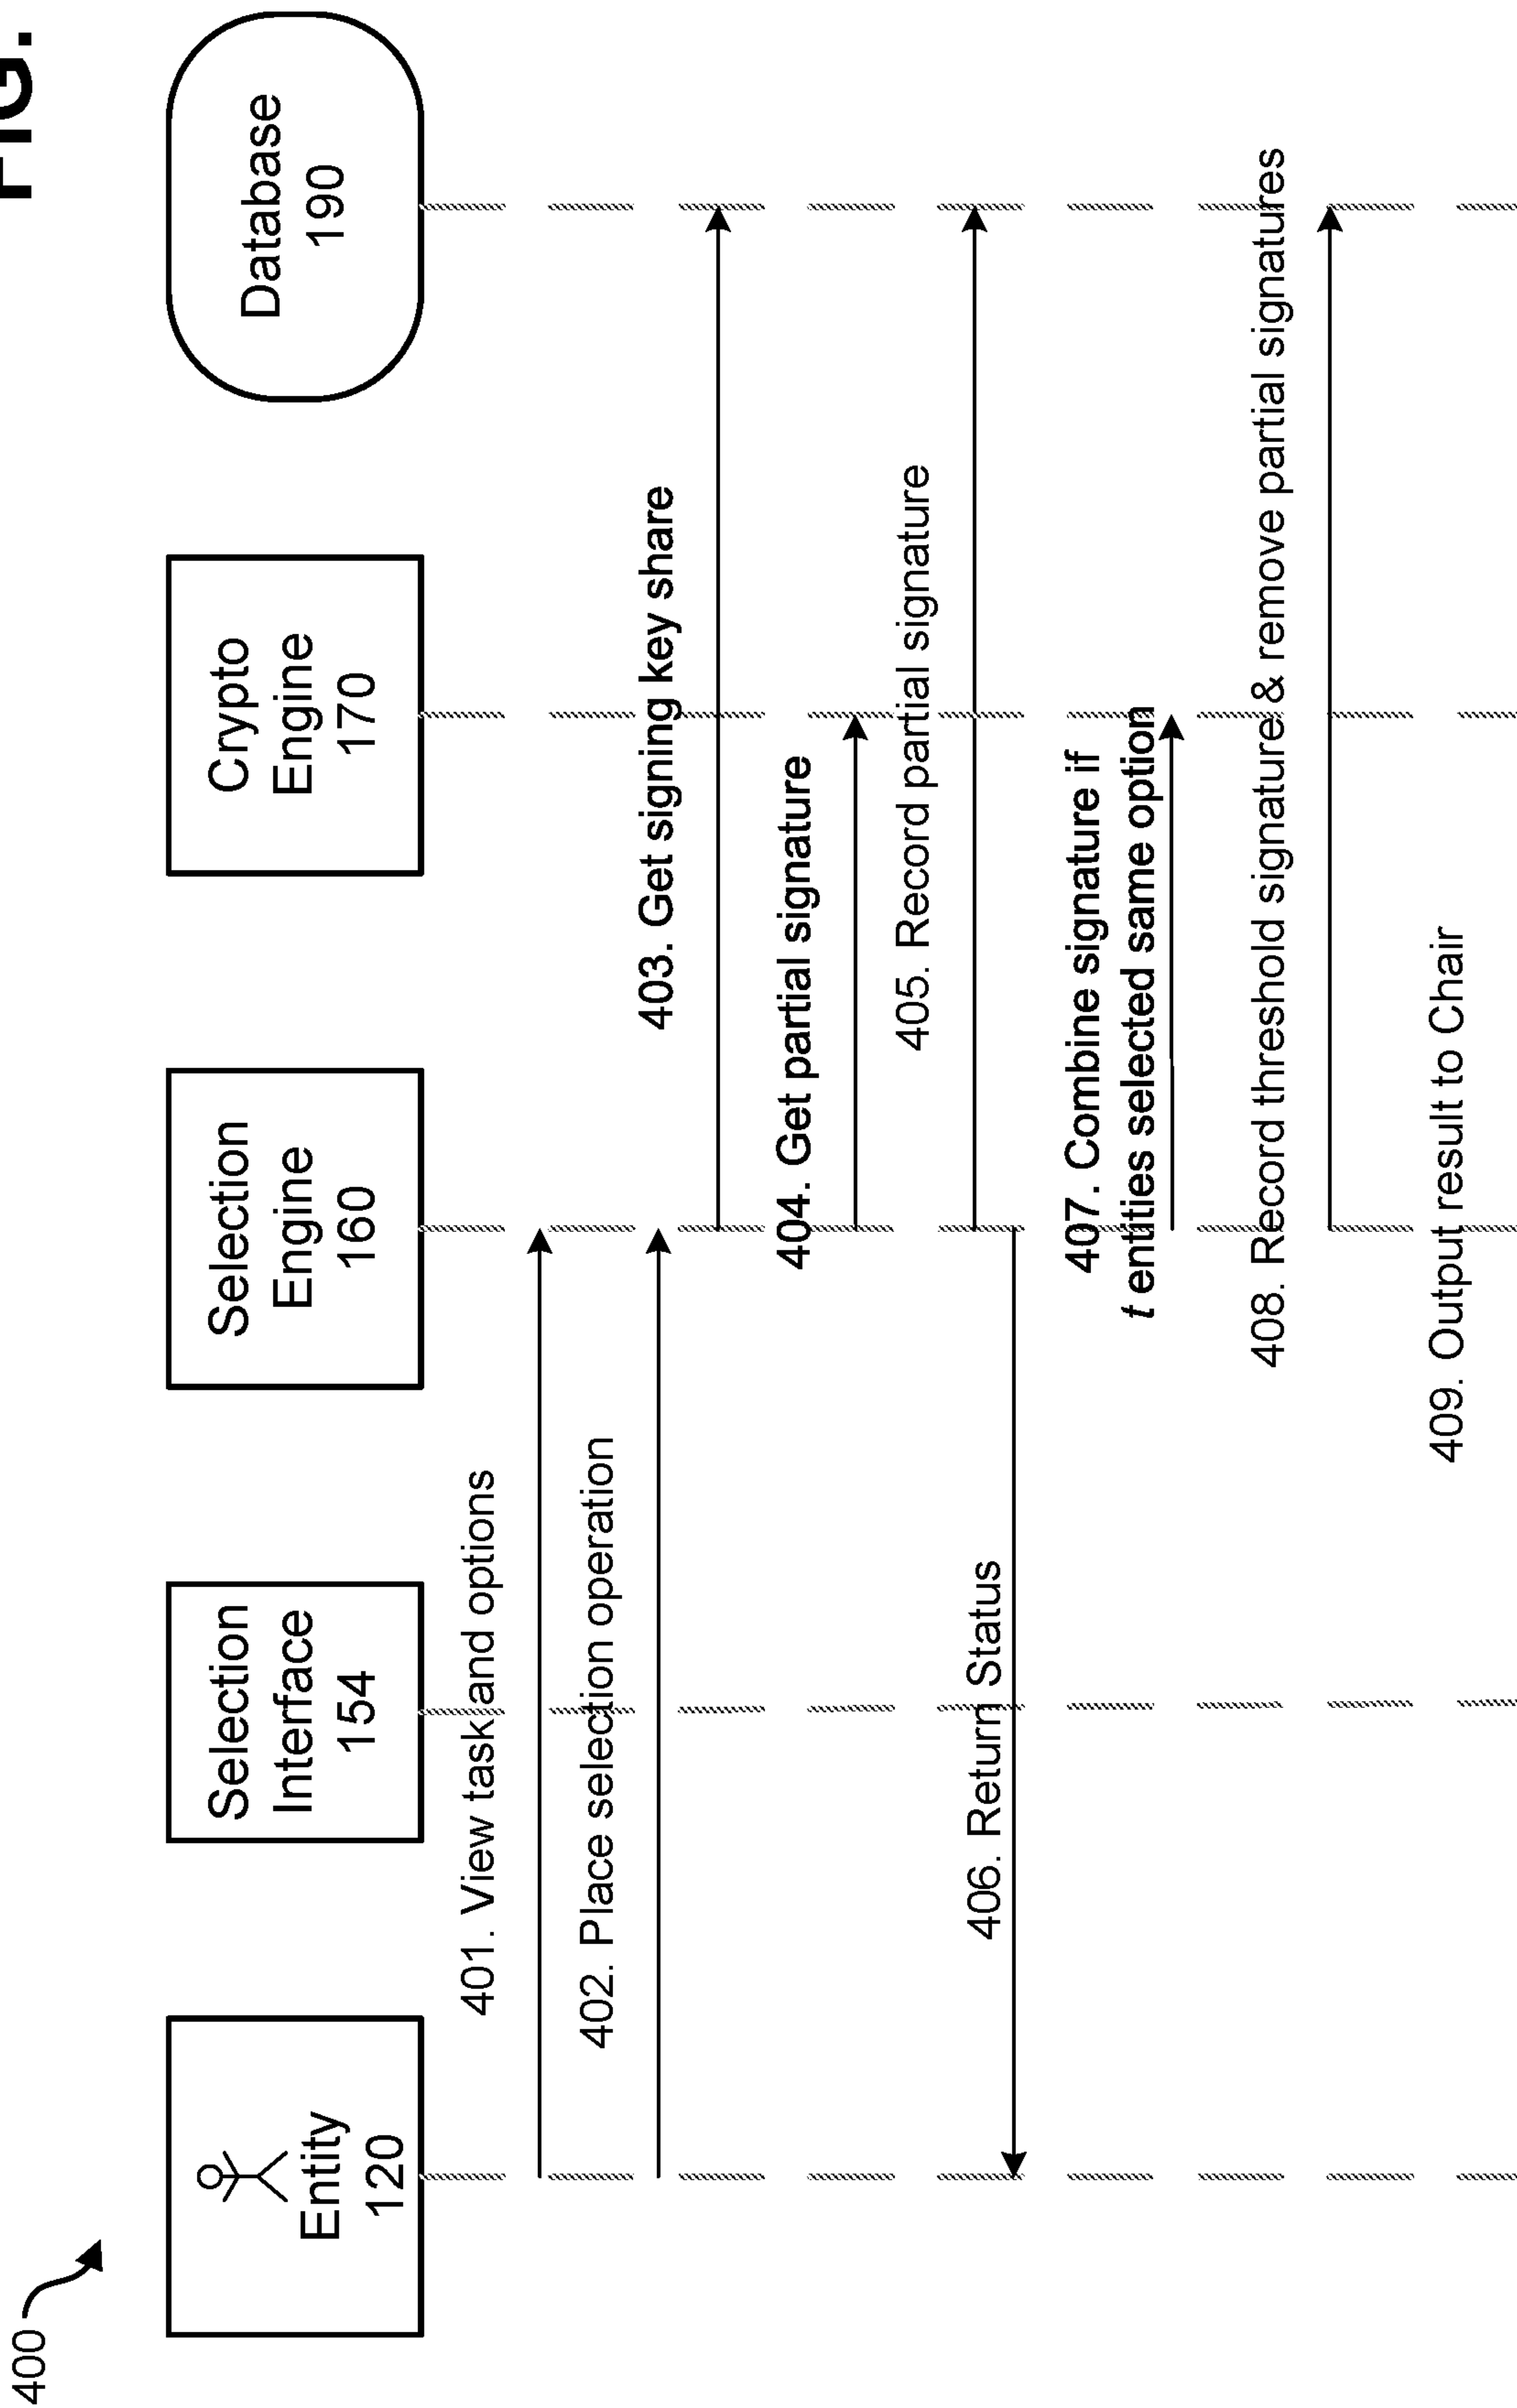 FIG.
400
Entity
120
Selection
Interface
154
Selection
Engine
160
Crypto
Engine
170
Database
190
401. View task and options
402. Place selection operation
403. Get signing key share
404. Get partial signature
405. Record partial signature
406. Return Status
407. Combine signature if
t entities selected same option
408. Record threshold signature & remove partial signatures
409. Output result to Chair